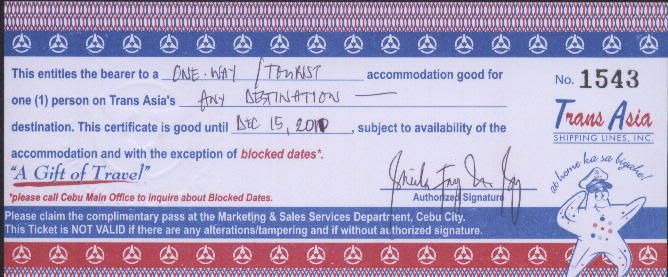 This entitles the bearer to a ONE-WAY / TOURIST accommodation good for
No. 1543
one (1) person on Trans Asia's ANY DESTINATION
Trans Asia
SHIPPING LINES, INC.
destination. This certificate is good until DEC 15, 2010, subject to availability of the
accommodation and with the exception of blocked dates*.
"A Gift of Travel"
at home ka sa biyahe!
Authorized Signature
*please call Cebu Main Office to inquire about Blocked Dates.
Please claim the complimentary pass at the Marketing & Sales Services Department, Cebu City.
This Ticket is NOT VALID if there are any alterations/tampering and if without authorized signature.